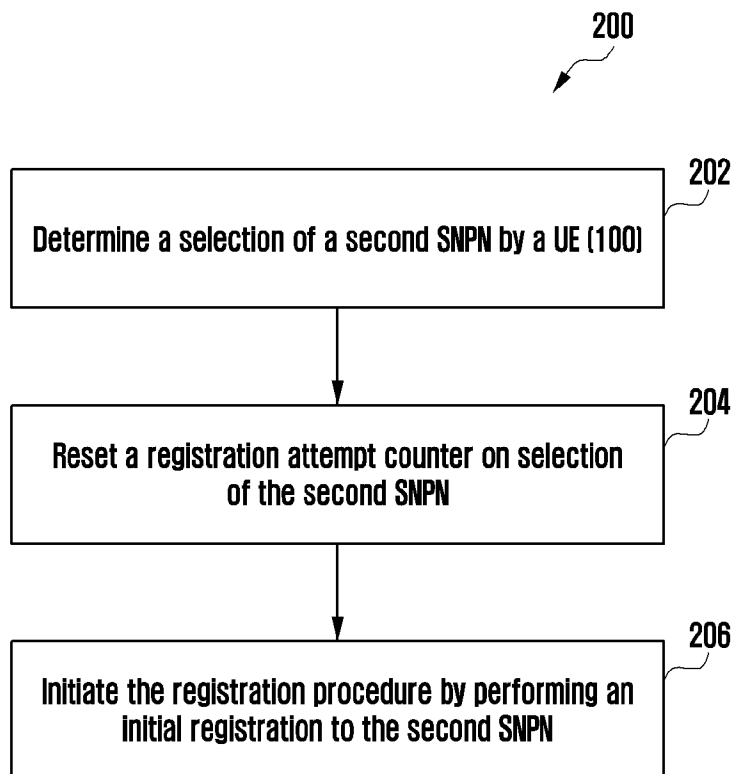 200
202
Determine a selection of a second SNPN by a UE (100)
204
Reset a registration attempt counter on selection
of the second SNPN
206
Initiate the registration procedure by performing an
initial registration to the second SNPN